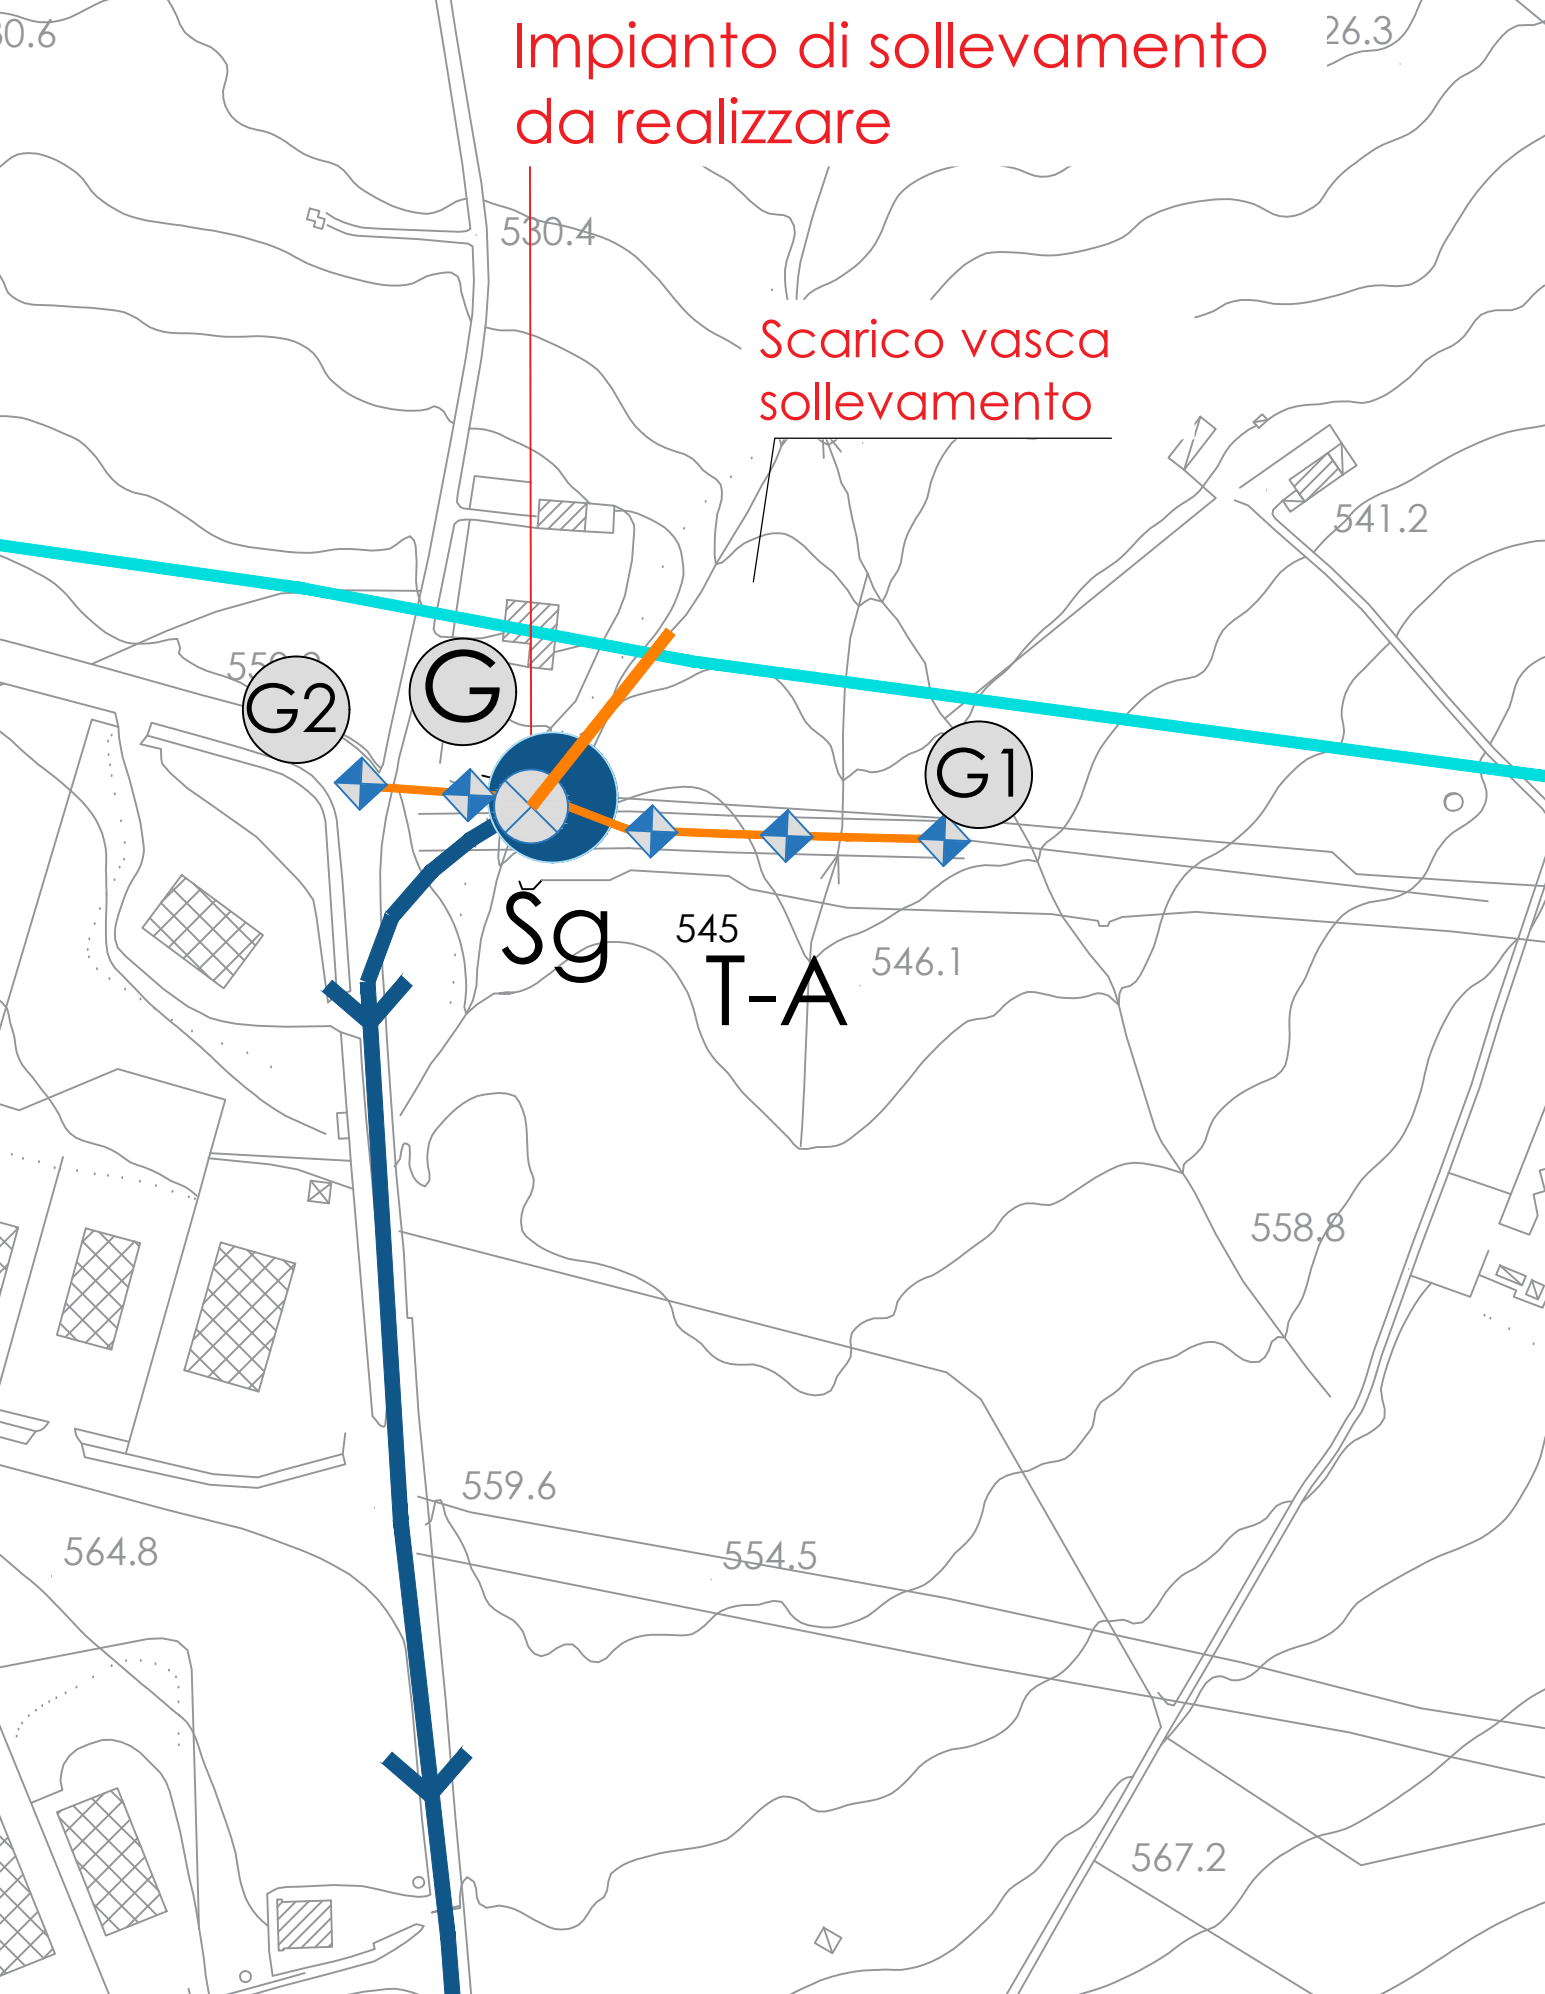 26.3
Impianto di sollevamento
da realizzare
530.4
Scarico vasca
sollevamento
541.2
G2
G
G1
Sg
545
T-A
546.1
558.8
559.6
564.8
554.5
567.2